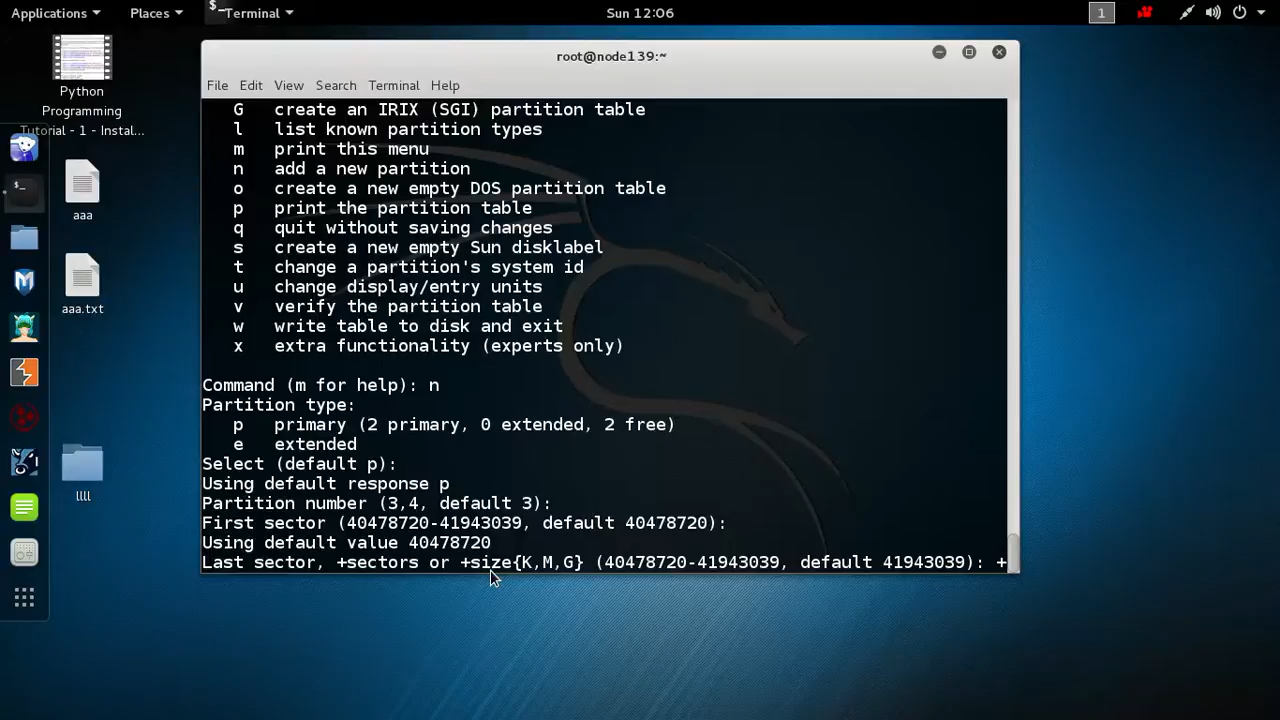 Applications
Places
Terminal
Sun 12:06
1
Python
Programming
Tutorial - 1 - Instal...
aaa
aaa.txt
llll
root@node139:~
File Edit View Search Terminal Help
G create an IRIX (SGI) partition table
l list known partition types
m print this menu
n add a new partition
o create a new empty DOS partition table
p print the partition table
q quit without saving changes
s create a new empty Sun disklabel
t change a partition's system id
u change display/entry units
v verify the partition table
w write table to disk and exit
x extra functionality (experts only)
Command (m for help): n
Partition type:
p primary (2 primary, 0 extended, 2 free)
e extended
Select (default p):
Using default response p
Partition number (3,4, default 3):
First sector (40478720-41943039, default 40478720):
Using default value 40478720
Last sector, +sectors or +size{K,M,G} (40478720-41943039, default 41943039): +